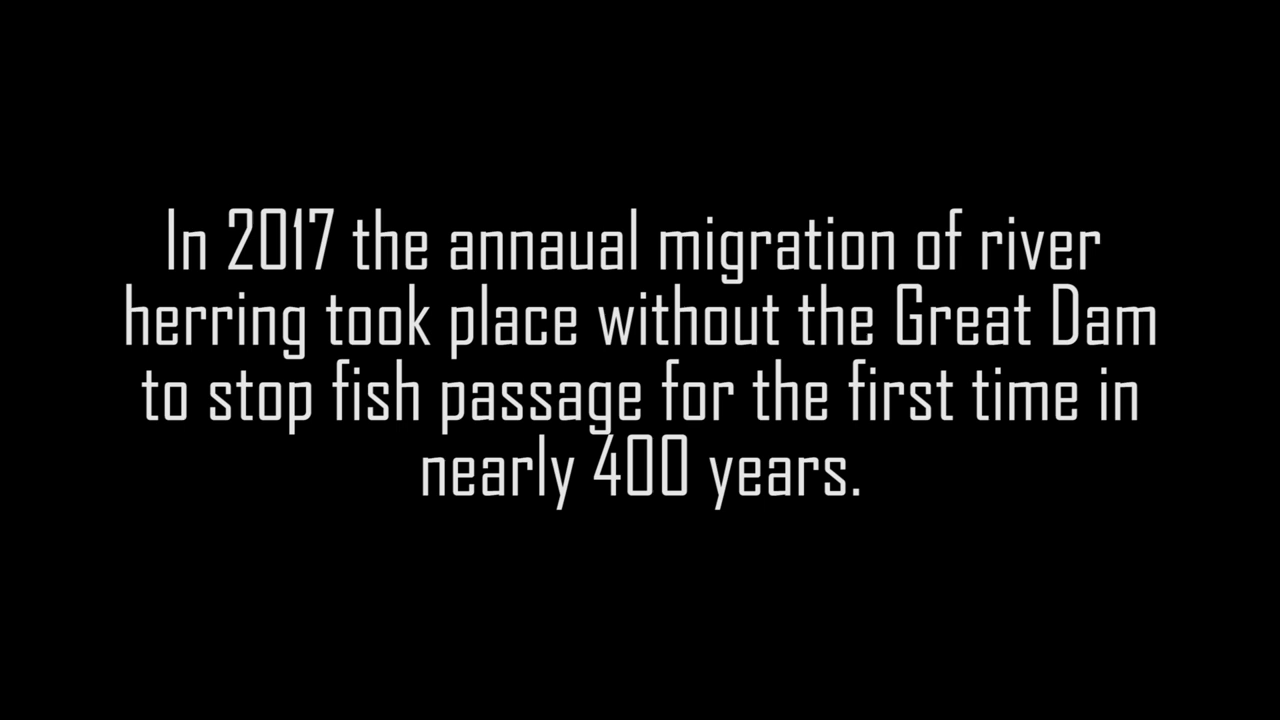 In 2017 the annaual migration of river
herring took place without the Great Dam
to stop fish passage for the first time in
nearly 400 years.